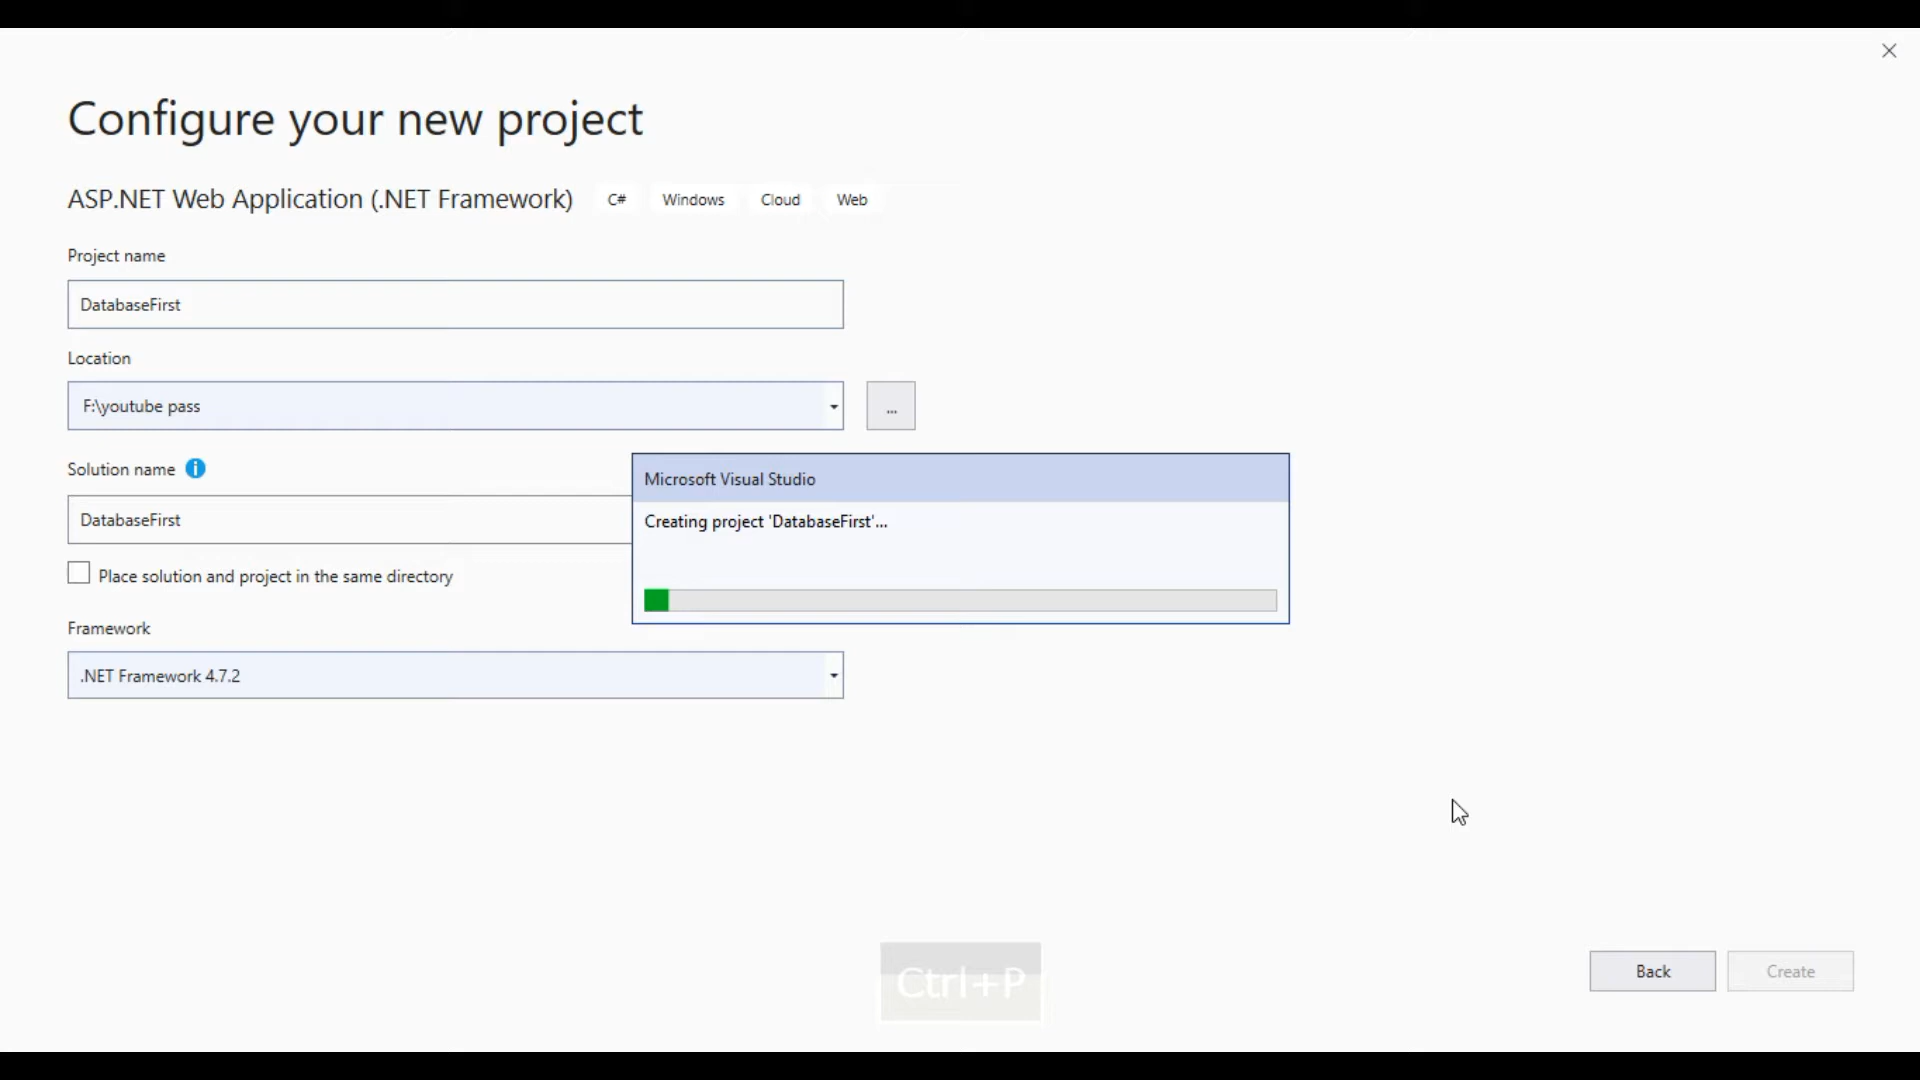 Configure your new project
ASP.NET Web Application (.NET Framework) C# Windows Cloud Web
Project name
DatabaseFirst
Location
F:\youtube pass
...
Solution name
DatabaseFirst
Place solution and project in the same directory
Framework
.NET Framework 4.7.2
Microsoft Visual Studio
Creating project 'DatabaseFirst'...
Ctrl+P
Back
Create